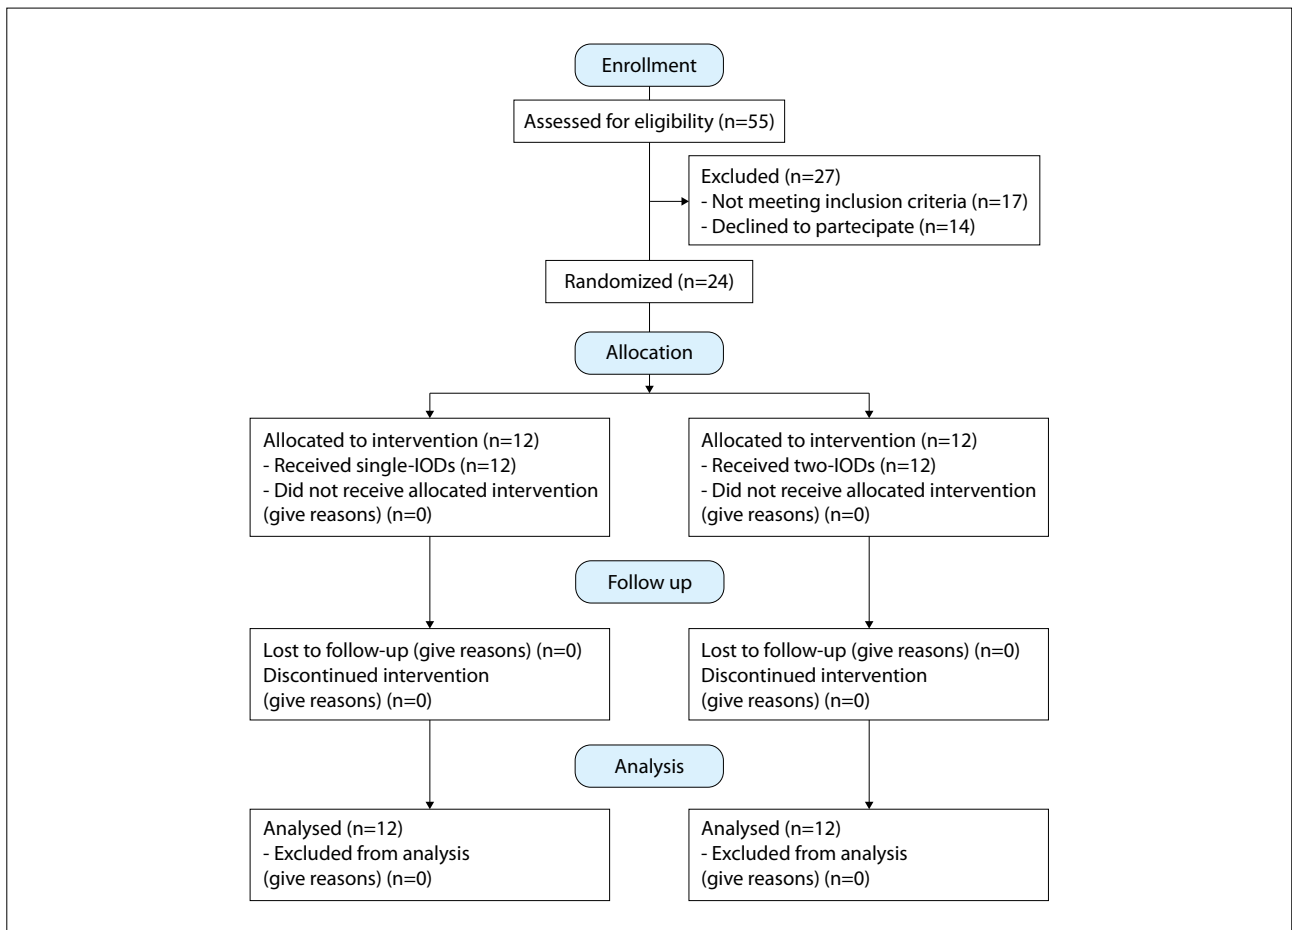 Enrollment
Assessed for eligibility (n=55)
Excluded (n=27)
- Not meeting inclusion criteria (n=17)
- Declined to partecipate (n=14)
Randomized (n=24)
Allocation
Allocated to intervention (n=12)
- Received single-IODs (n=12)
- Did not receive allocated intervention
(give reasons) (n=0)
Allocated to intervention (n=12)
- Received two-IODs (n=12)
- Did not receive allocated intervention
(give reasons) (n=0)
Follow up
Lost to follow-up (give reasons) (n=0)
Discontinued intervention
(give reasons) (n=0)
Lost to follow-up (give reasons) (n=0)
Discontinued intervention
(give reasons) (n=0)
Analysis
Analysed (n=12)
- Excluded from analysis
(give reasons) (n=0)
Analysed (n=12)
- Excluded from analysis
(give reasons) (n=0)